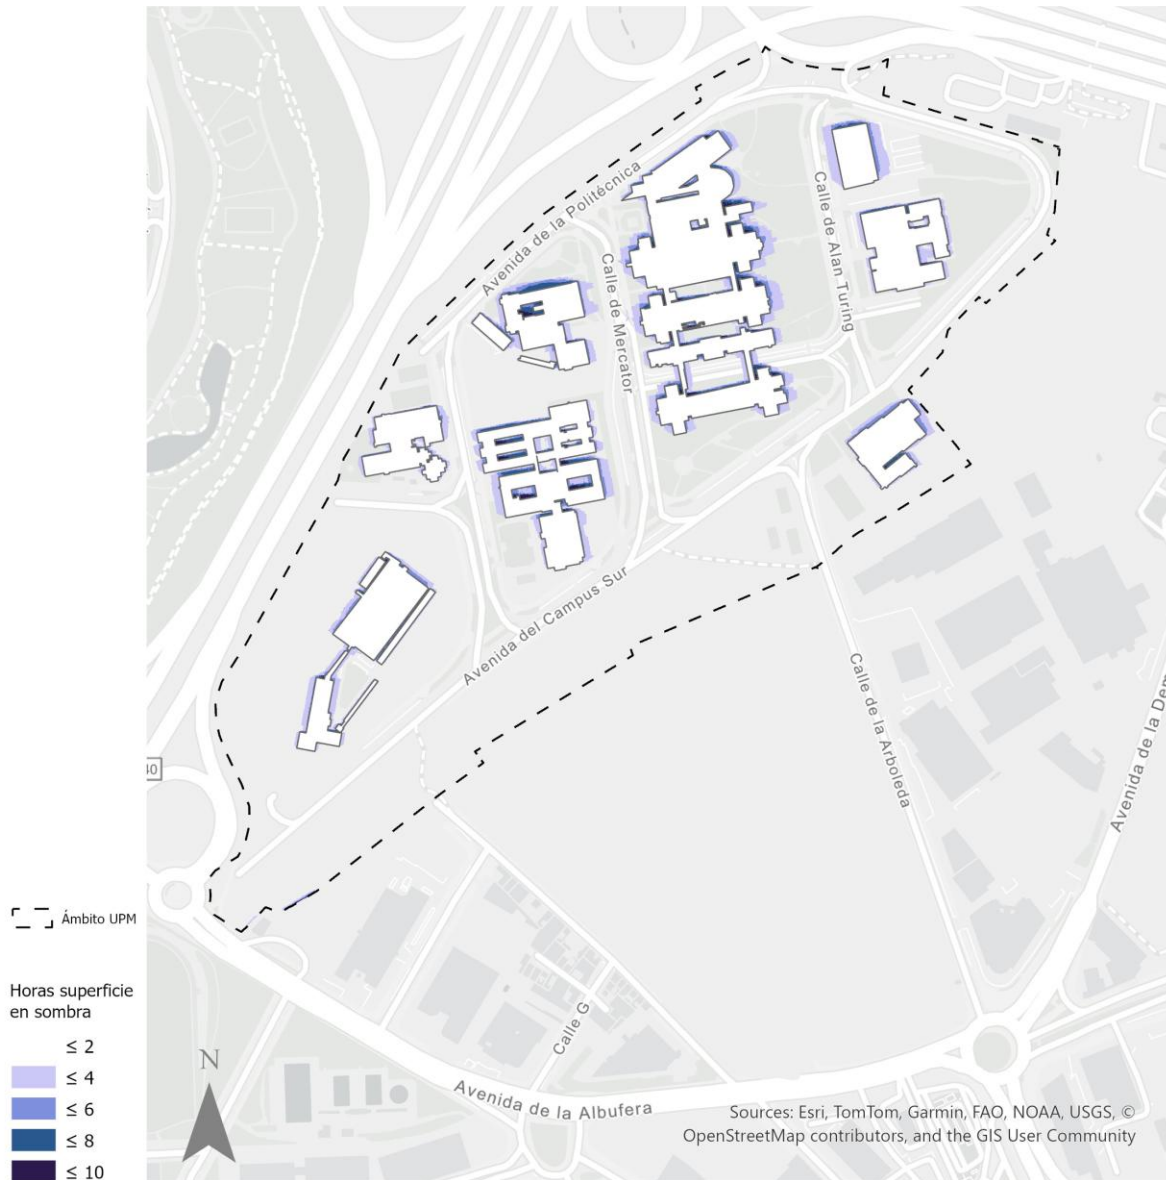 Avenida de la Politécnica
Calle de Mercator
Calle de Alan Turing
Avenida del Campus Sur
Calle de la Arboleda
Avenida de la Dem
Calle G
Avenida de la Albufera
Ámbito UPM
Horas superficie
en sombra
≤ 2
≤ 4
≤ 6
≤ 8
≤ 10
N
Sources: Esri, TomTom, Garmin, FAO, NOAA, USGS, ©
OpenStreetMap contributors, and the GIS User Community